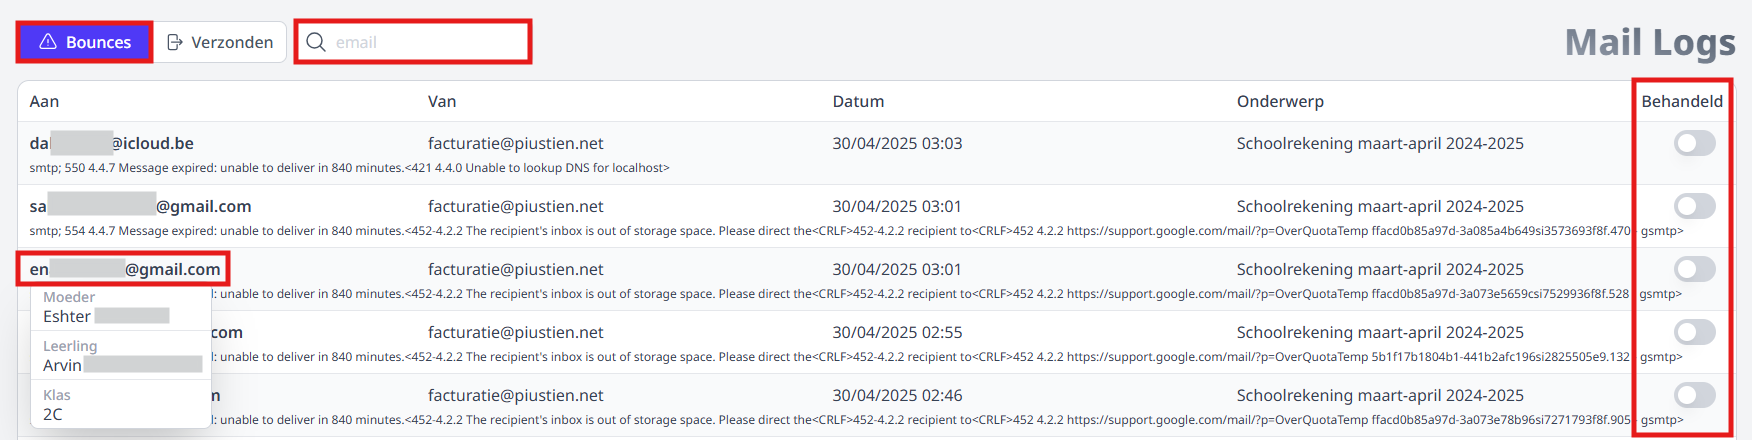 Bounces Verzonden email Mail Logs
Aan Van Datum Onderwerp Behandeld
da @icloud.be facturatie@piustien.net 30/04/2025 03:03 Schoolrekening maart-april 2024-2025
smtp; 550 4.4.7 Message expired: unable to deliver in 840 minutes.<421 4.4.0 Unable to lookup DNS for localhost>
sa @gmail.com facturatie@piustien.net 30/04/2025 03:01 Schoolrekening maart-april 2024-2025
smtp; 554 4.4.7 Message expired: unable to deliver in 840 minutes.<452-4.2.2 The recipient's inbox is out of storage space. Please direct the<CRLF>452-4.2.2 recipient to<CRLF>452 4.2.2 https://support.google.com/mail/?p=OverQuotaTemp ffacd0b85a97d-3a085a4b649si3573693f8f.470 - gsmtp>
en @gmail.com facturatie@piustien.net 30/04/2025 03:01 Schoolrekening maart-april 2024-2025
: unable to deliver in 840 minutes.<452-4.2.2 The recipient's inbox is out of storage space. Please direct the<CRLF>452-4.2.2 recipient to<CRLF>452 4.2.2 https://support.google.com/mail/?p=OverQuotaTemp ffacd0b85a97d-3a073e5659csi7529936f8f.528 - gsmtp>
Moeder
Eshter
.com facturatie@piustien.net 30/04/2025 02:55 Schoolrekening maart-april 2024-2025
Leerling
: unable to deliver in 840 minutes.<452-4.2.2 The recipient's inbox is out of storage space. Please direct the<CRLF>452-4.2.2 recipient to<CRLF>452 4.2.2 https://support.google.com/mail/?p=OverQuotaTemp 5b1f17b1804b1-441b2afc196si2825505e9.132 - gsmtp>
Arvin
Klas
m facturatie@piustien.net 30/04/2025 02:46 Schoolrekening maart-april 2024-2025
2C
: unable to deliver in 840 minutes.<452-4.2.2 The recipient's inbox is out of storage space. Please direct the<CRLF>452-4.2.2 recipient to<CRLF>452 4.2.2 https://support.google.com/mail/?p=OverQuotaTemp ffacd0b85a97d-3a073e78b96si7271793f8f.905 - gsmtp>